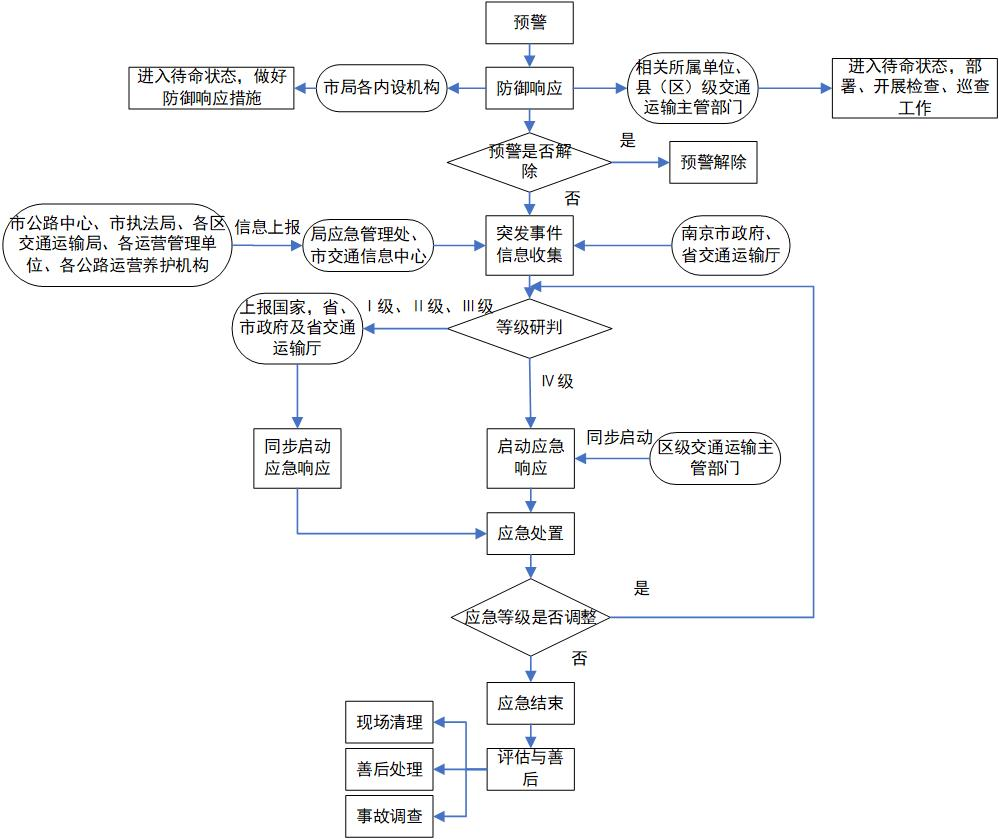 预警
进入待命状态，做好
防御响应措施
市局各内设机构
防御响应
相关所属单位、
县（区）级交通
运输主管部门
进入待命状态，部
署、开展检查、巡查
工作
预警是否解
除
是
预警解除
否
市公路中心、市执法局、各区
交通运输局、各运营管理单
位、各公路运营养护机构
信息上报
局应急管理处、
市交通信息中心
突发事件
信息收集
南京市政府、
省交通运输厅
上报国家，省、
市政府及省交通
运输厅
Ⅰ级、Ⅱ级、Ⅲ级
等级研判
Ⅳ级
同步启动
应急响应
启动应急
响应
同步启动
区级交通运输主
管部门
应急处置
应急等级是否调整
是
否
应急结束
现场清理
评估与善
后
善后处理
事故调查